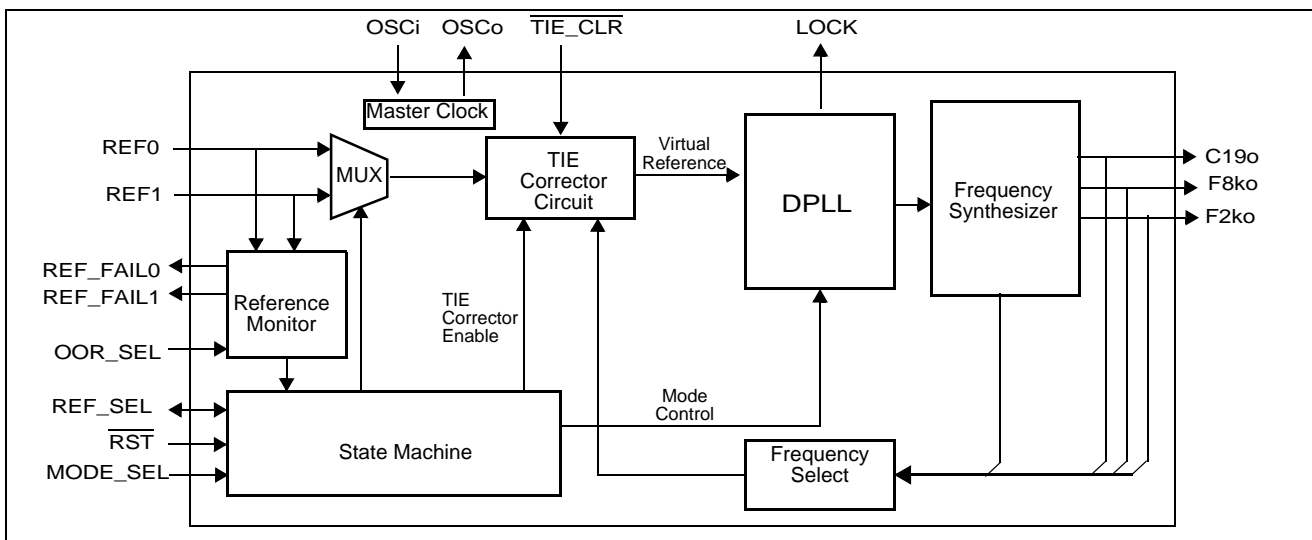 OSCi
OSCo
TIE_CLR
LOCK
Master Clock
REF0
REF1
MUX
TIE
Corrector
Circuit
Virtual
Reference
DPLL
Frequency
Synthesizer
C19o
F8ko
F2ko
REF_FAIL0
REF_FAIL1
OOR_SEL
Reference
Monitor
TIE
Corrector
Enable
REF_SEL
RST
MODE_SEL
State Machine
Mode
Control
Frequency
Select